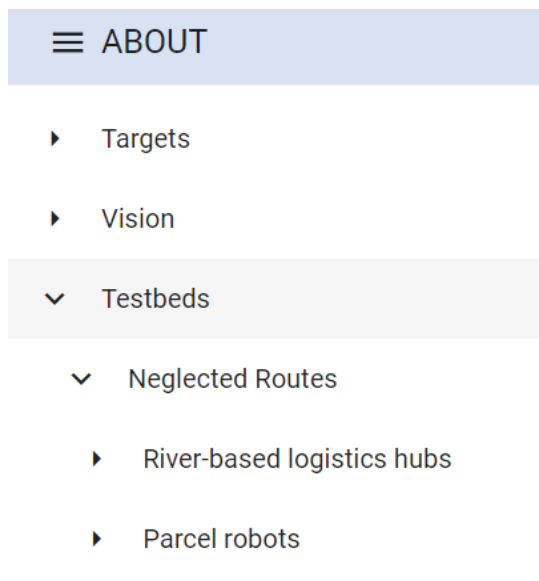 ABOUT
Targets
Vision
Testbeds
Neglected Routes
River-based logistics hubs
Parcel robots